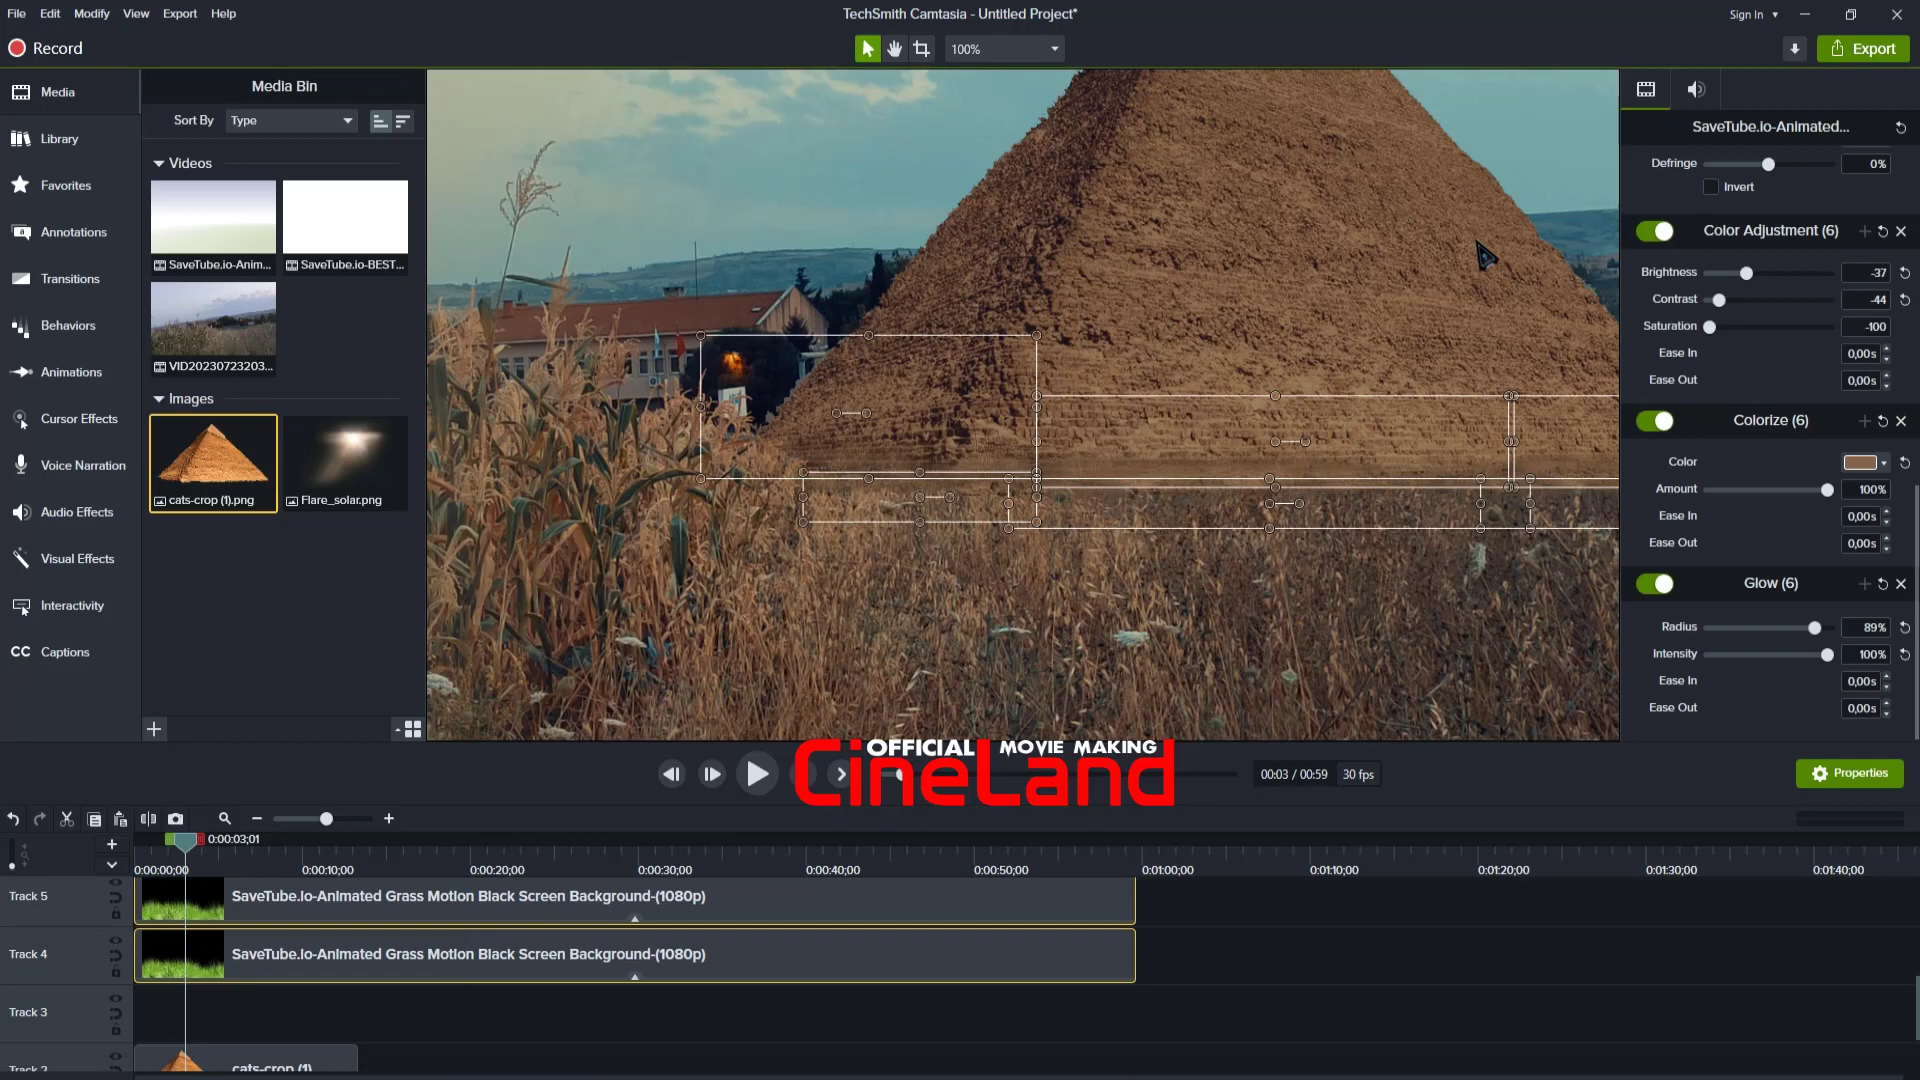 File Edit Modify View Export Help
TechSmith Camtasia - Untitled Project*
Sign In
Record
100%
Export
Media
Library
Favorites
Annotations
Transitions
Behaviors
Animations
Cursor Effects
Voice Narration
Audio Effects
Visual Effects
Interactivity
CC Captions
Media Bin
Sort By Type
Videos
SaveTube.io-Anim... SaveTube.io-BEST...
VID20230723203...
Images
cats-crop (1).png Flare_solar.png
SaveTube.io-Animated...
Defringe 0%
Invert
Color Adjustment (6)
Brightness -37
Contrast -44
Saturation -100
Ease In 0,00s
Ease Out 0,00s
Colorize (6)
Color
Amount 100%
Ease In 0,00s
Ease Out 0,00s
Glow (6)
Radius 89%
Intensity 100%
Ease In 0,00s
Ease Out 0,00s
OFFICIAL MOVIE MAKING
CineLand
00:03 / 00:59 30 fps
Properties
0:00:03;01
0:00:00;00 0:00:10;00 0:00:20;00 0:00:30;00 0:00:40;00 0:00:50;00 0:01:00;00 0:01:10;00 0:01:20;00 0:01:30;00 0:01:40;00
Track 5 SaveTube.io-Animated Grass Motion Black Screen Background-(1080p)
Track 4 SaveTube.io-Animated Grass Motion Black Screen Background-(1080p)
Track 3
Track 2 cats-crop (1)